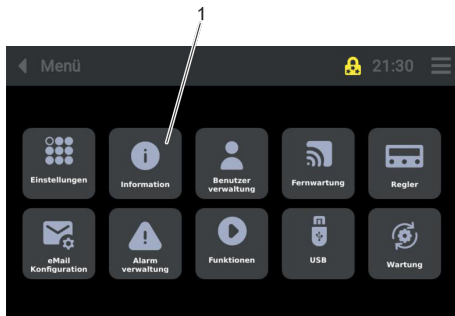 1
Menü
21:30
Einstellungen
Information
Benutzer
verwaltung
Fernwartung
Regler
eMail
Konfiguration
Alarm
verwaltung
Funktionen
USB
Wartung